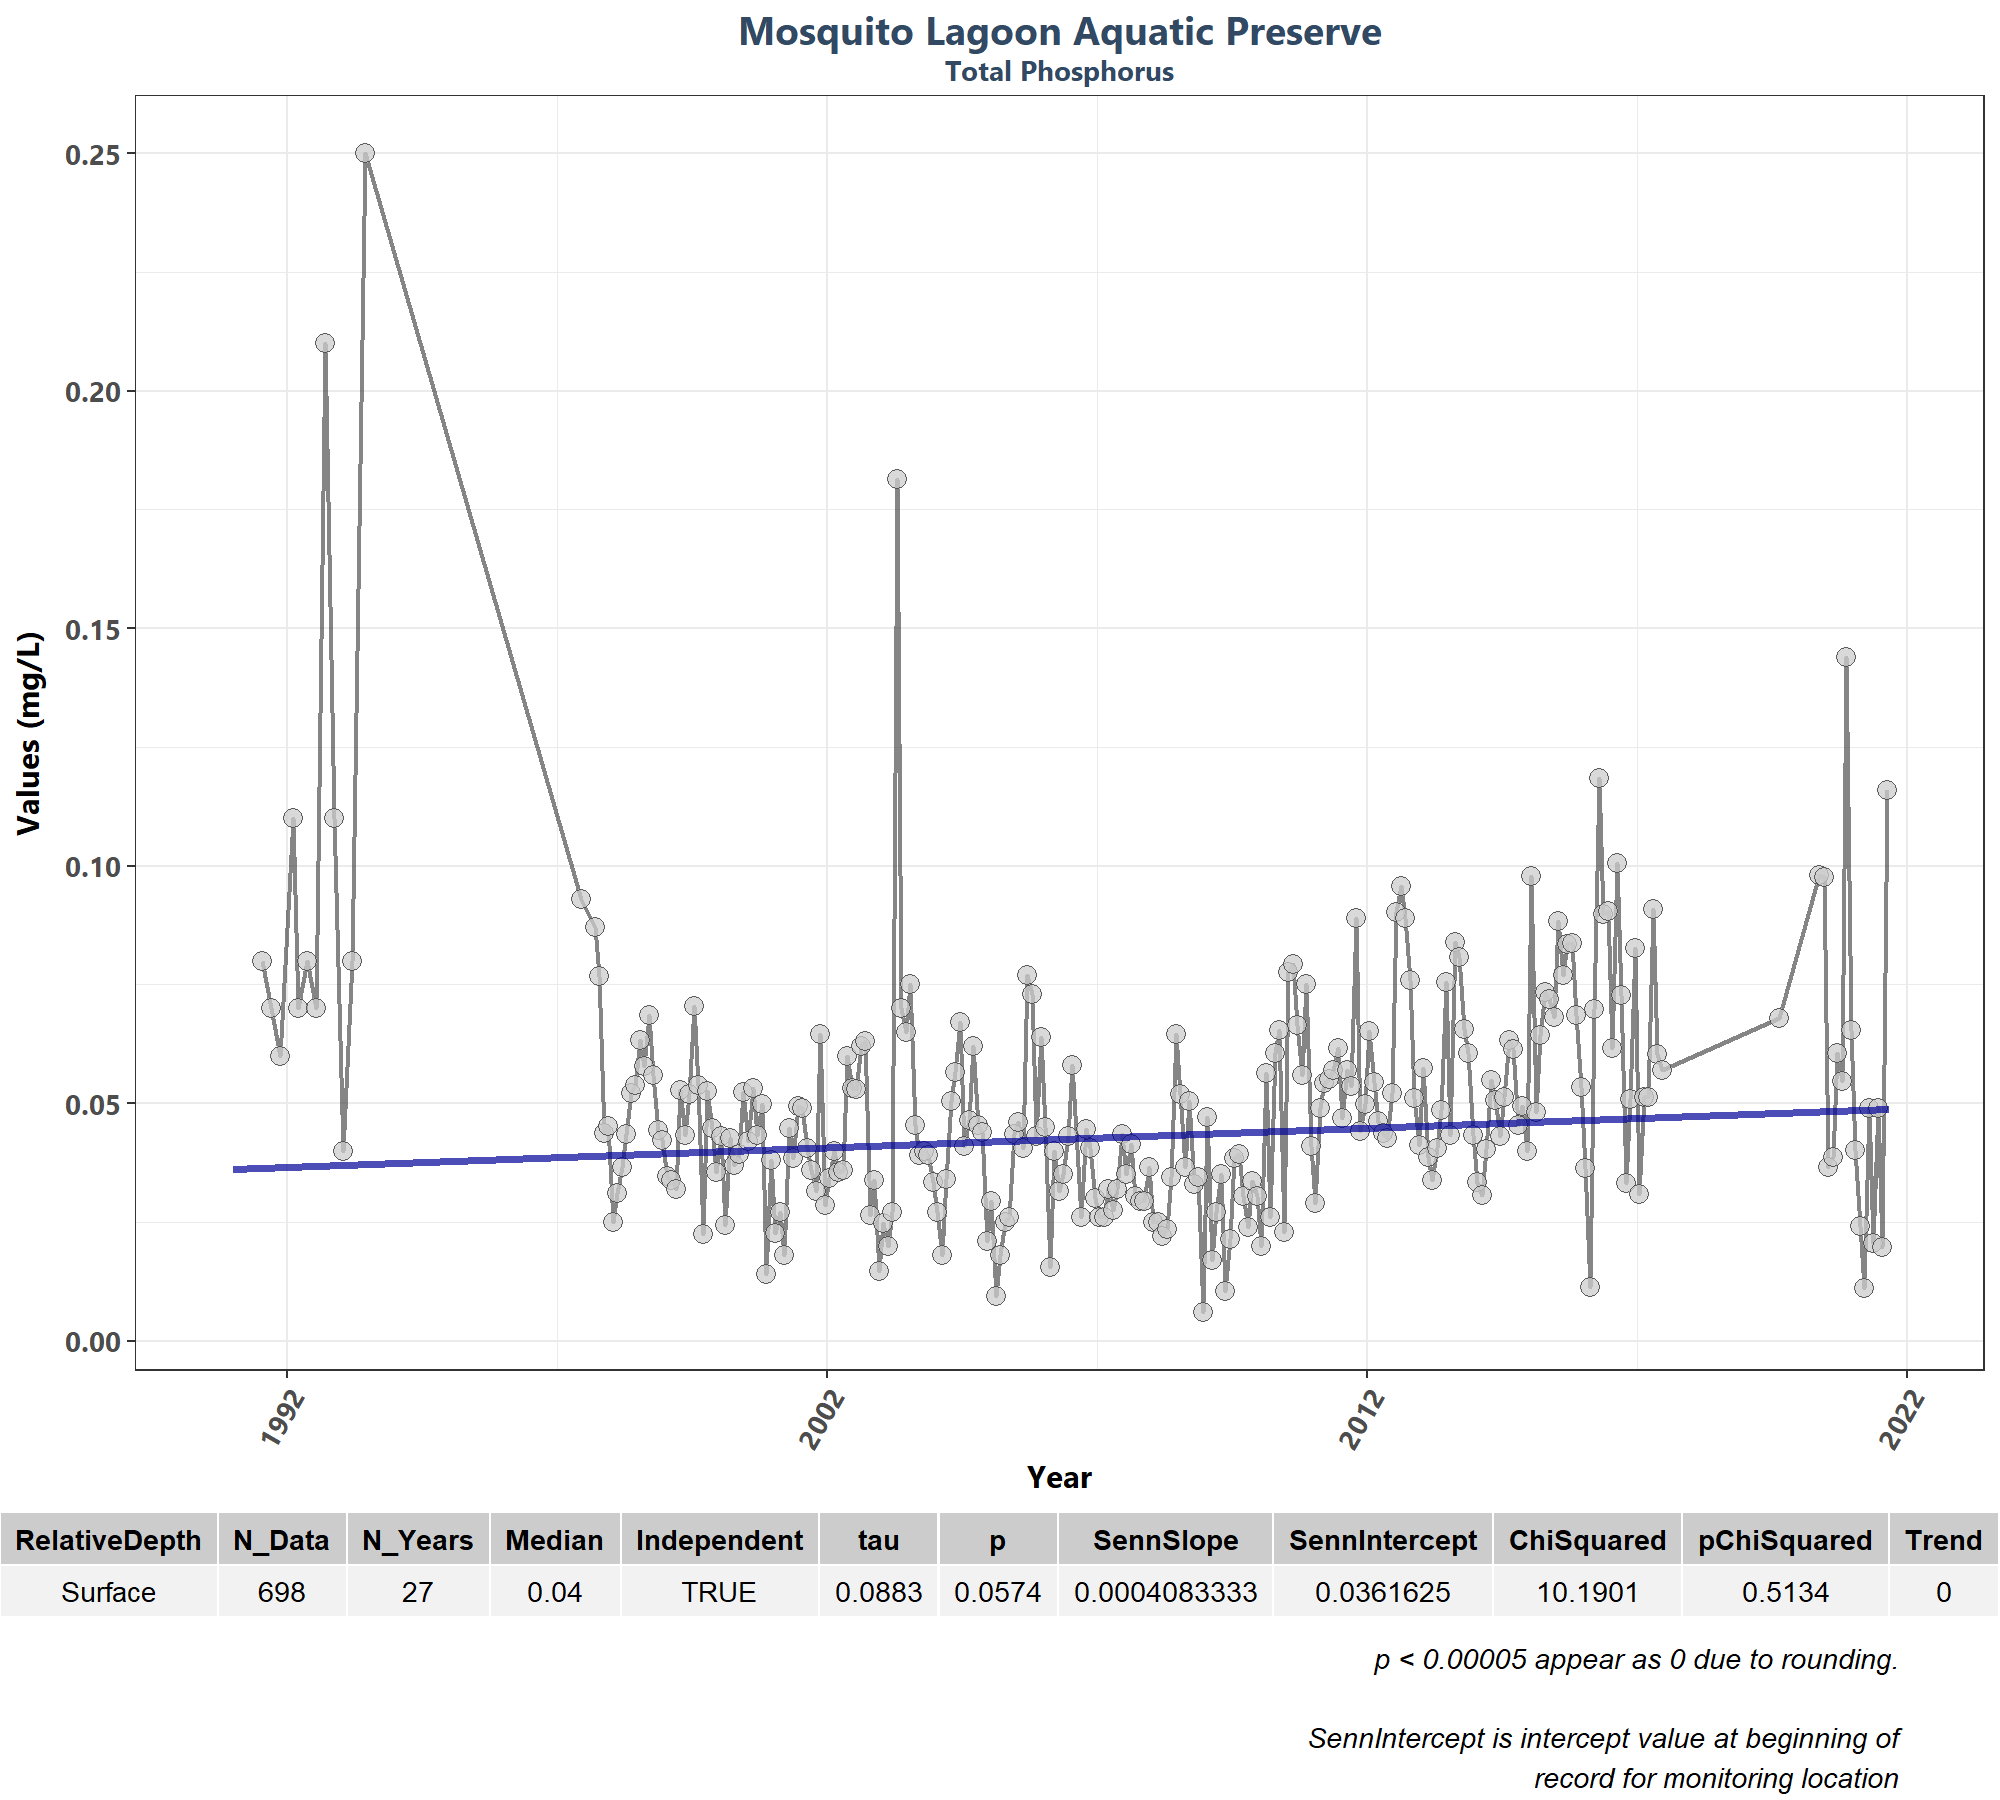 Mosquito Lagoon Aquatic Preserve
Total Phosphorus
Values (mg/L)
0.25
0.20
0.15
0.10
0.05
0.00
1992 2002 2012 2022
Year
RelativeDepth N_Data N_Years Median Independent tau p SennSlope SennIntercept ChiSquared pChiSquared Trend
Surface 698 27 0.04 TRUE 0.0883 0.0574 0.0004083333 0.0361625 10.1901 0.5134 0
p < 0.00005 appear as 0 due to rounding.
SennIntercept is intercept value at beginning of
record for monitoring location